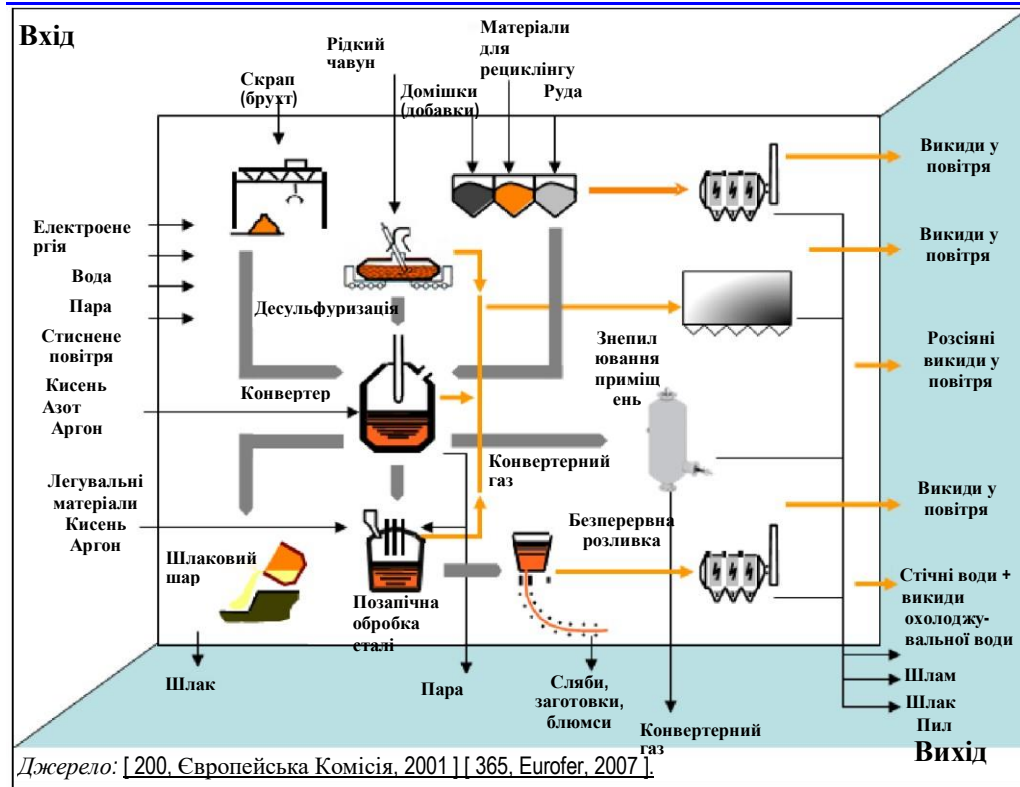 Вхід
Рідкий
чавун
Матеріали
для
рециклінгу
Скрап
(брухт)
Домішки
(добавки)
Руда
Викиди у
повітря
Електроене
ргія
Вода
Пара
Стиснене
повітря
Кисень
Азот
Аргон
Легувальні
матеріали
Кисень
Аргон
Десульфуризація
Конвертер
Знепил
ювання
приміщ
ень
Конвертерний
газ
Безперервна
розливка
Шлаковий
шар
Позапічна
обробка
сталі
Викиди у
повітря
Розсіяні
викиди у
повітря
Викиди у
повітря
Стічні води +
викиди
охолоджу-
вальної води
Шлам
Шлак
Пил
Шлак
Пара
Сляби,
заготовки,
блюмси
Конвертерний
газ
Вихід
Джерело: [ 200, Європейська Комісія, 2001 ] [ 365, Eurofer, 2007 ].